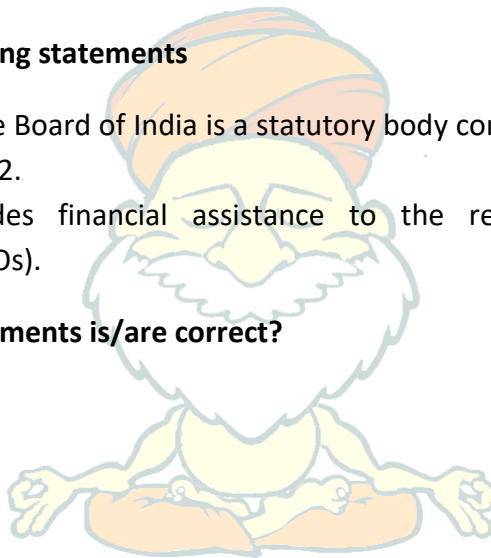 ng statements
e Board of India is a statutory body con
2.
des financial assistance to the re
Ds).
ments is/are correct?